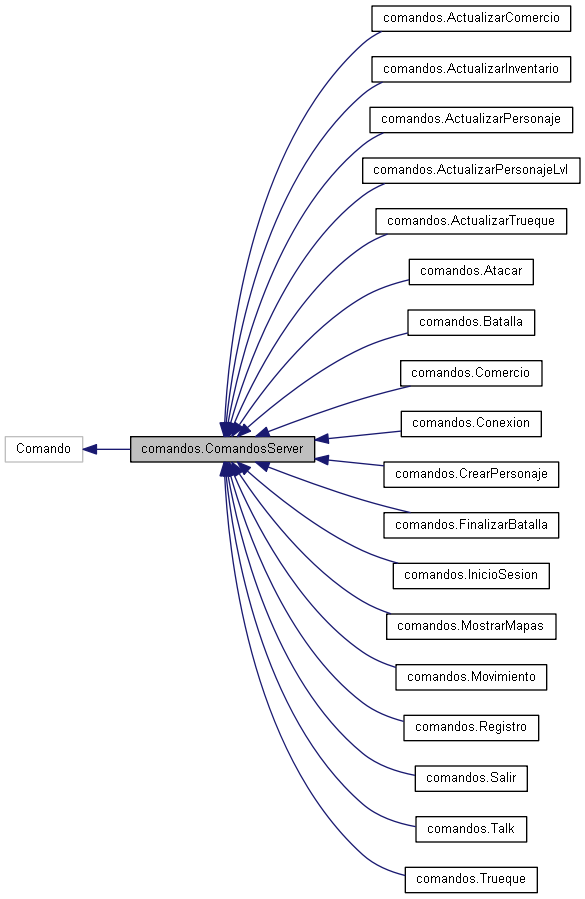 comandos.ActualizarComercio
comandos.ActualizarInventario
comandos.ActualizarPersonaje
comandos.ActualizarPersonajeLvl
comandos.ActualizarTrueque
comandos.Atacar
comandos.Batalla
comandos.Comercio
comandos.Conexion
Comando
comandos.ComandosServer
comandos.CrearPersonaje
comandos.FinalizarBatalla
comandos.InicioSesion
comandos.MostrarMapas
comandos.Movimiento
comandos.Registro
comandos.Salir
comandos.Talk
comandos.Trueque